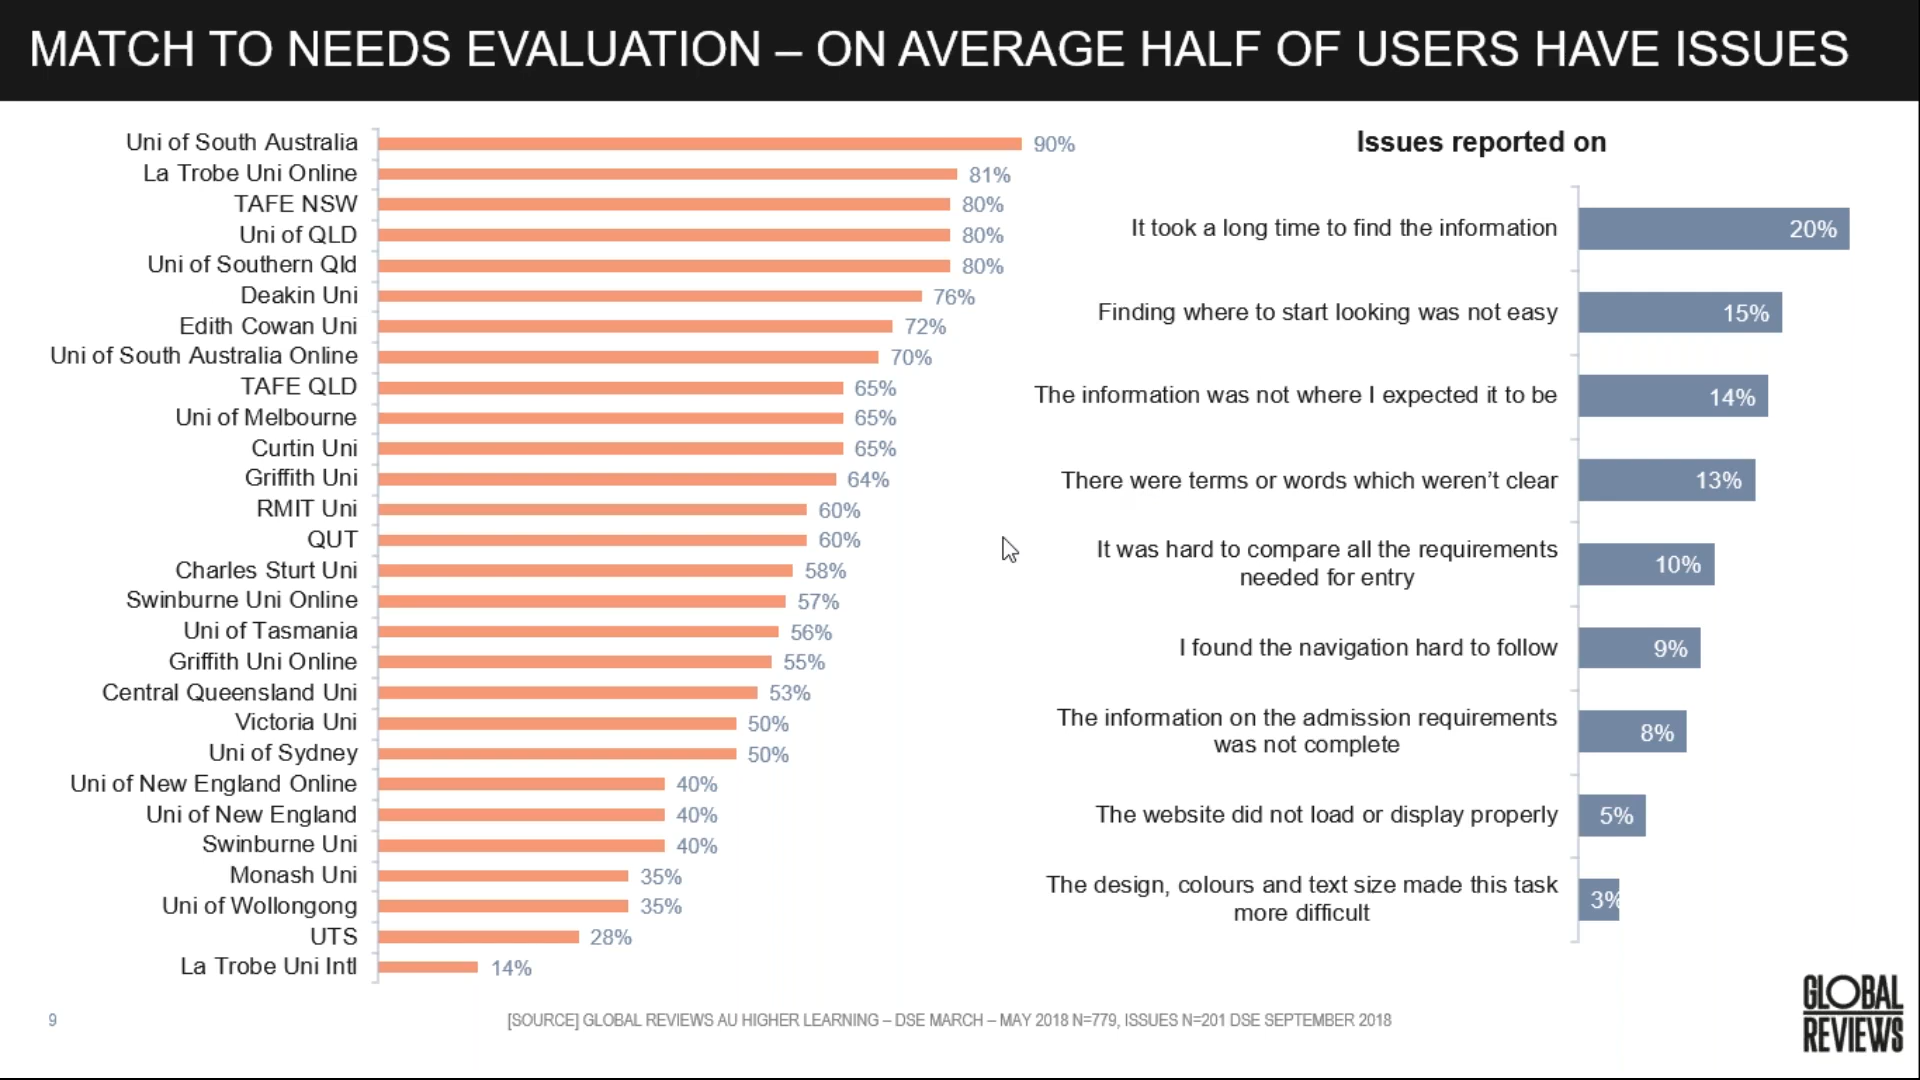 MATCH TO NEEDS EVALUATION – ON AVERAGE HALF OF USERS HAVE ISSUES
Uni of South Australia 90%
La Trobe Uni Online 81%
TAFE NSW 80%
Uni of QLD 80%
Uni of Southern Qld 80%
Deakin Uni 76%
Edith Cowan Uni 72%
Uni of South Australia Online 70%
TAFE QLD 65%
Uni of Melbourne 65%
Curtin Uni 65%
Griffith Uni 64%
RMIT Uni 60%
QUT 60%
Charles Sturt Uni 58%
Swinburne Uni Online 57%
Uni of Tasmania 56%
Griffith Uni Online 55%
Central Queensland Uni 53%
Victoria Uni 50%
Uni of Sydney 50%
Uni of New England Online 40%
Uni of New England 40%
Swinburne Uni 40%
Monash Uni 35%
Uni of Wollongong 35%
UTS 28%
La Trobe Uni Intl 14%
Issues reported on
It took a long time to find the information 20%
Finding where to start looking was not easy 15%
The information was not where I expected it to be 14%
There were terms or words which weren’t clear 13%
It was hard to compare all the requirements
needed for entry 10%
I found the navigation hard to follow 9%
The information on the admission requirements
was not complete 8%
The website did not load or display properly 5%
The design, colours and text size made this task
more difficult 3%
9
[SOURCE] GLOBAL REVIEWS AU HIGHER LEARNING – DSE MARCH – MAY 2018 N=779, ISSUES N=201 DSE SEPTEMBER 2018
GLOBAL
REVIEWS